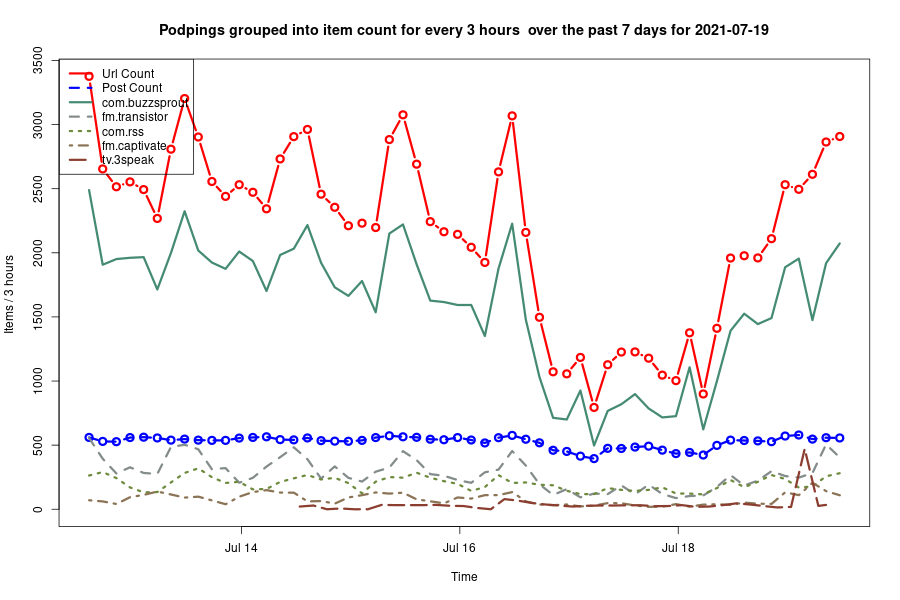 Podpings grouped into item count for every 3 hours  over the past 7 days for 2021-07-19
Items / 3 hours
3500
3000
2500
2000
1500
1000
500
0
Url Count
Post Count
com.buzzsprout
fm.transistor
com.rss
fm.captivate
tv.3speak
Jul 14
Jul 16
Jul 18
Time